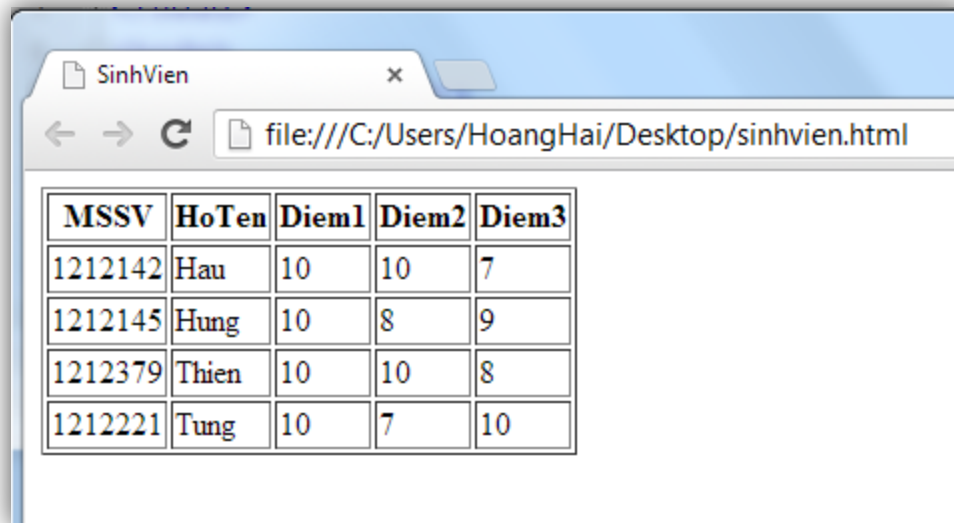 SinhVien
file:///C:/Users/HoangHai/Desktop/sinhvien.html
MSSV HoTen Diem1 Diem2 Diem3
1212142 Hau 10 10 7
1212145 Hung 10 8 9
1212379 Thien 10 10 8
1212221 Tung 10 7 10